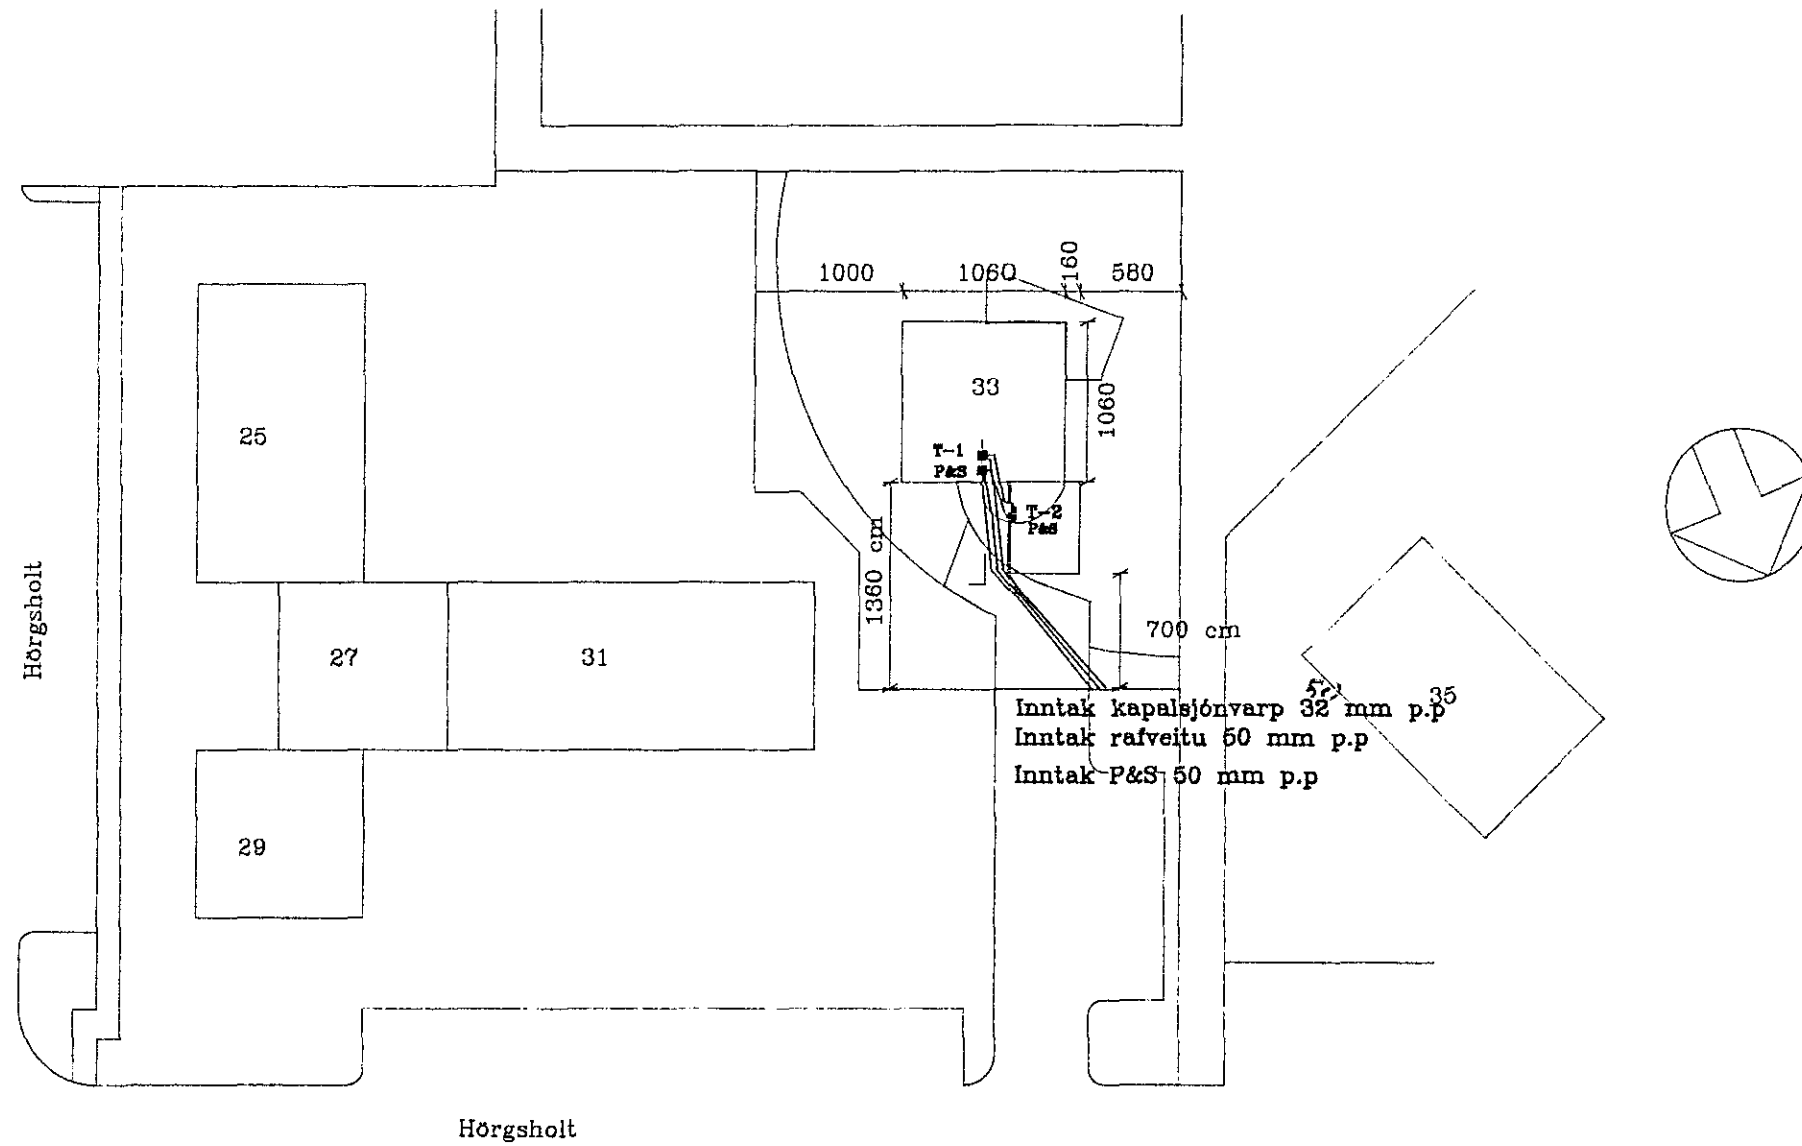 1000 1060 160 580
33
1060
25
T-1
P&S
T-2
P&S
1360 cm
Hörgsholt
27
31
700 cm
35
Inntak kapalsjónvarp 32 mm p.p
Inntak rafveitu 50 mm p.p
Inntak P&S 50 mm p.p
29
Hörgsholt